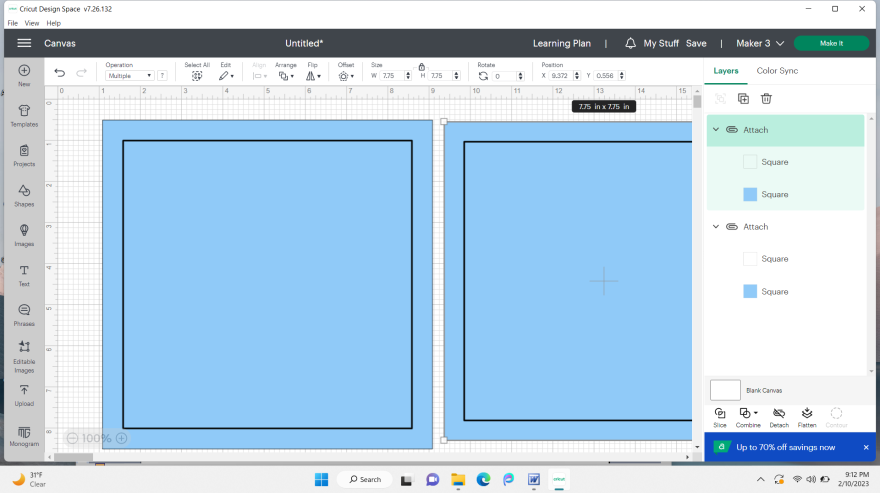 Cricut Design Space v7.26.132
File View Help
Canvas
Untitled*
Learning Plan | My Stuff Save | Maker 3 Make It
Operation Select All Edit Align Arrange Flip Offset Size Rotate Position
Multiple ? W 7.75 H 7.75 0 X 9.372 Y 0.556
Layers Color Sync
New
Templates
Projects
Shapes
Images
Text
Phrases
Editable
Images
Upload
Monogram
0 1 2 3 4 5 6 7 8 9 10 11 12 13 14 15
0
1
2
3
4
5
6
7
8
7.75 in x 7.75 in
100%
Attach
Square
Square
Attach
Square
Square
Blank Canvas
Slice Combine Detach Flatten Contour
Up to 70% off savings now
31°F
Clear
Search
cricut
9:12 PM
2/10/2023